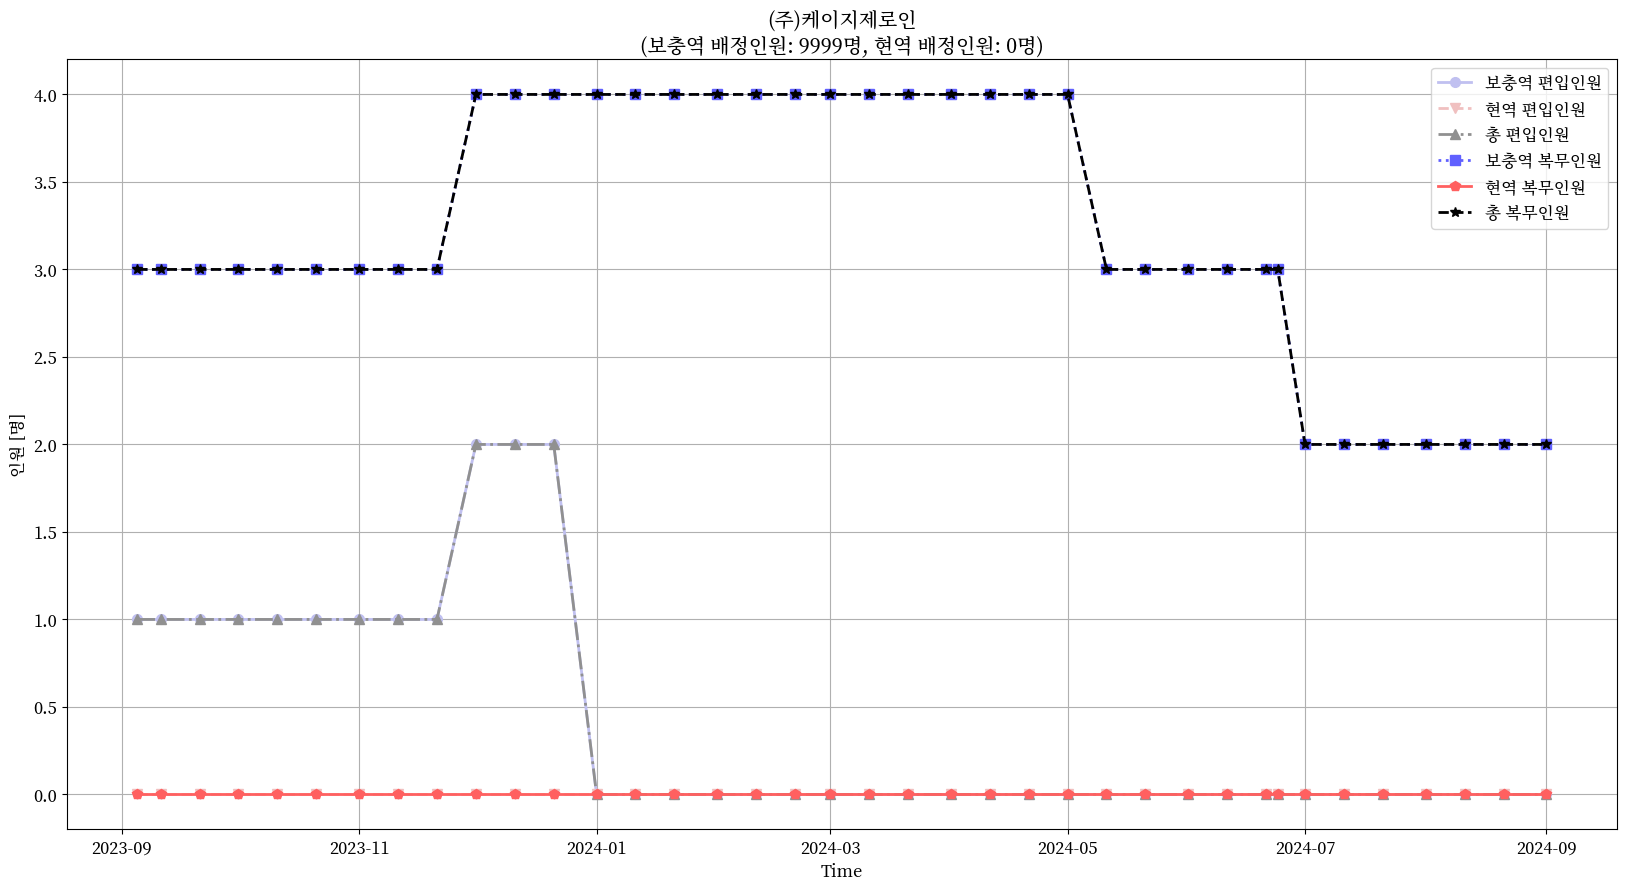 (주)케이지제로인
(보충역 배정인원: 9999명, 현역 배정인원: 0명)
보충역 편입인원
현역 편입인원
총 편입인원
보충역 복무인원
현역 복무인원
총 복무인원
인원 [명]
4.0
3.5
3.0
2.5
2.0
1.5
1.0
0.5
0.0
2023-09 2023-11 2024-01 2024-03 2024-05 2024-07 2024-09
Time